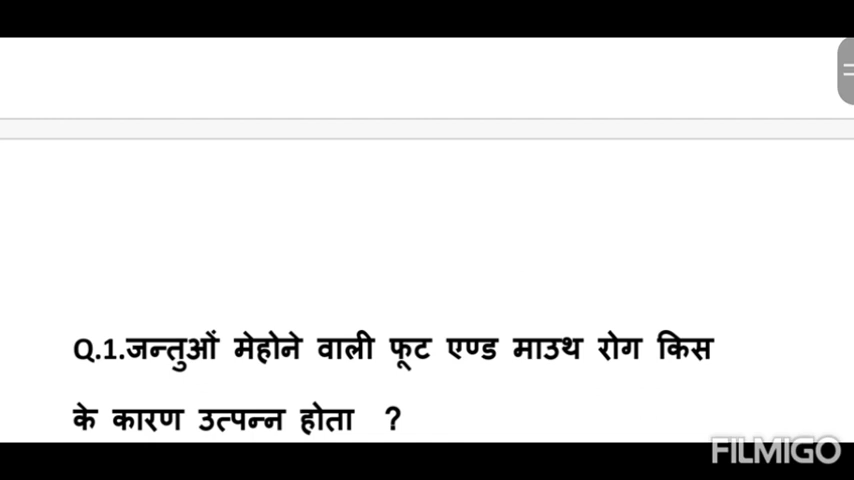 Q.1.जन्तुओं मेहोने वाली फूट एण्ड माउथ रोग किस
के कारण उत्पन्न होता ?
FILMIGO